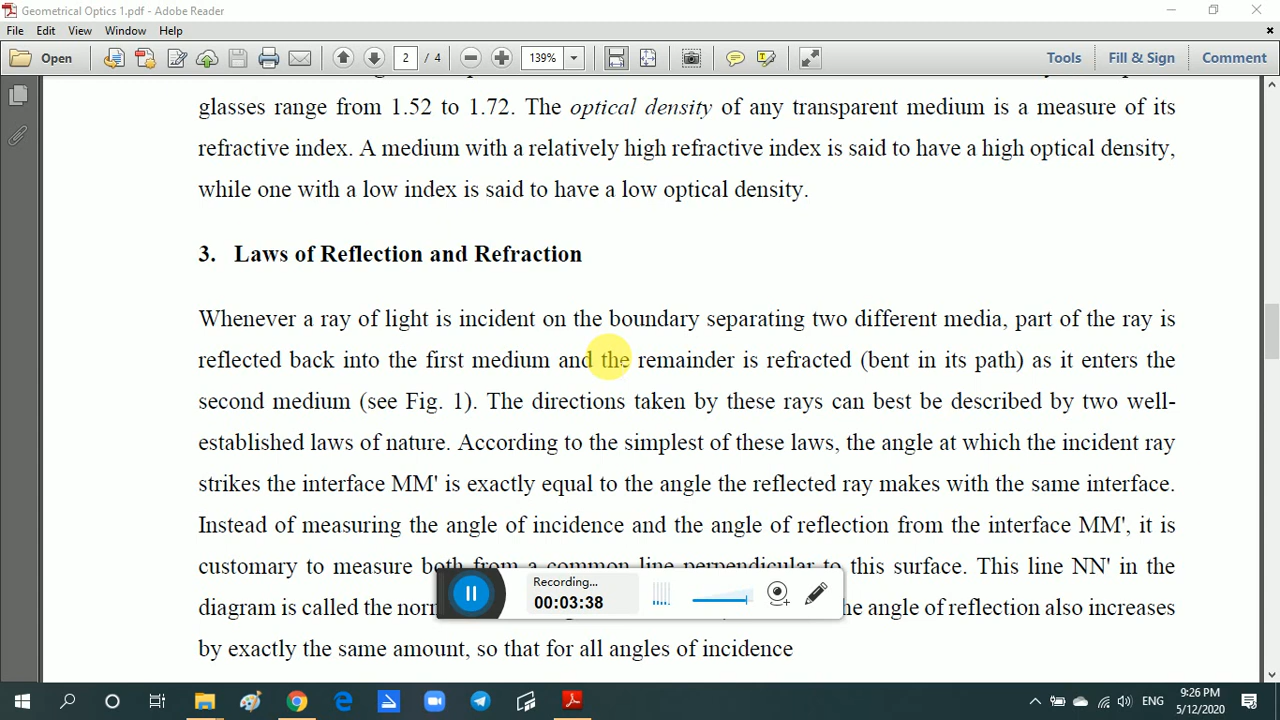 Geometrical Optics 1.pdf - Adobe Reader
File Edit View Window Help
Open 2 / 4 139% Tools Fill & Sign Comment
glasses range from 1.52 to 1.72. The optical density of any transparent medium is a measure of its
refractive index. A medium with a relatively high refractive index is said to have a high optical density,
while one with a low index is said to have a low optical density.
3. Laws of Reflection and Refraction
Whenever a ray of light is incident on the boundary separating two different media, part of the ray is
reflected back into the first medium and the remainder is refracted (bent in its path) as it enters the
second medium (see Fig. 1). The directions taken by these rays can best be described by two well-
established laws of nature. According to the simplest of these laws, the angle at which the incident ray
strikes the interface MM' is exactly equal to the angle the reflected ray makes with the same interface.
Instead of measuring the angle of incidence and the angle of reflection from the interface MM', it is
customary to measure both from a common line perpendicular to this surface. This line NN' in the
diagram is called the he angle of reflection also increases
by exactly the same amount, so that for all angles of incidence
Recording...
00:03:38
ENG
9:26 PM
5/12/2020